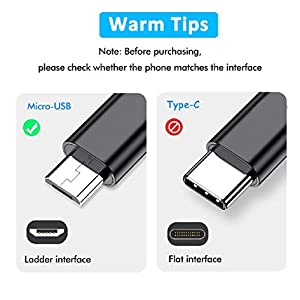 Warm Tips
Note: Before purchasing,
please check whether the phone matches the interface
Micro-USB
Type-C
Ladder interface
Flat interface